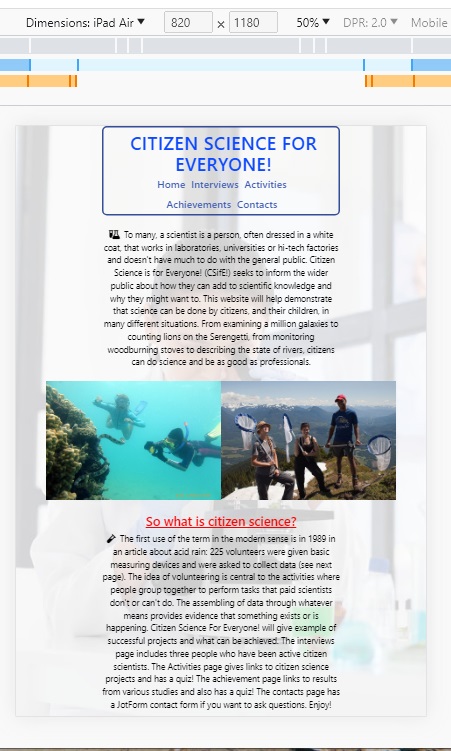 Dimensions: iPad Air ▼ 820 × 1180 50% ▼ DPR: 2.0 ▼ Mobile
CITIZEN SCIENCE FOR
EVERYONE!
Home Interviews Activities
Achievements Contacts
To many, a scientist is a person, often dressed in a white
coat, that works in laboratories, universities or hi-tech factories
and doesn't have much to do with the general public. Citizen
Science is for Everyone! (CSifE!) seeks to inform the wider
public about how they can add to scientific knowledge and
why they might want to. This website will help demonstrate
that science can be done by citizens, and their children, in
many different situations. From examining a million galaxies to
counting lions on the Serengetti, from monitoring
woodburning stoves to describing the state of rivers, citizens
can do science and be as good as professionals.
So what is citizen science?
The first use of the term in the modern sense is in 1989 in
an article about acid rain: 225 volunteers were given basic
measuring devices and were asked to collect data (see next
page). The idea of volunteering is central to the activities where
people group together to perform tasks that paid scientists
don't or can't do. The assembling of data through whatever
means provides evidence that something exists or is
happening. Citizen Science For Everyone! will give example of
successful projects and what can be achieved: The interviews
page includes three people who have been active citizen
scientists. The Activities page gives links to citizen science
projects and has a quiz! The achievement page links to results
from various studies and also has a quiz! The contacts page has
a JotForm contact form if you want to ask questions. Enjoy!